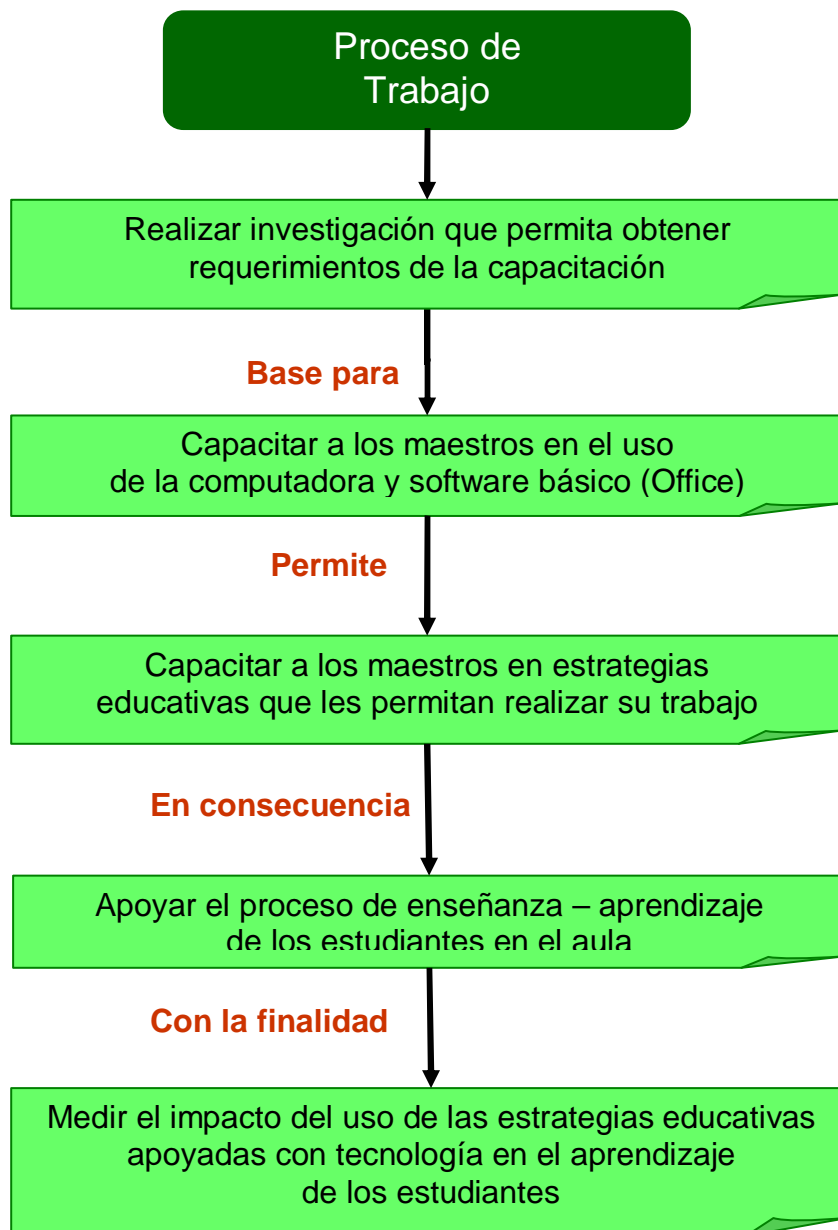 Proceso de
Trabajo
Realizar investigación que permita obtener
requerimientos de la capacitación
Base para
Capacitar a los maestros en el uso
de la computadora y software básico (Office)
Permite
Capacitar a los maestros en estrategias
educativas que les permitan realizar su trabajo
En consecuencia
Apoyar el proceso de enseñanza – aprendizaje
de los estudiantes en el aula
Con la finalidad
Medir el impacto del uso de las estrategias educativas
apoyadas con tecnología en el aprendizaje
de los estudiantes